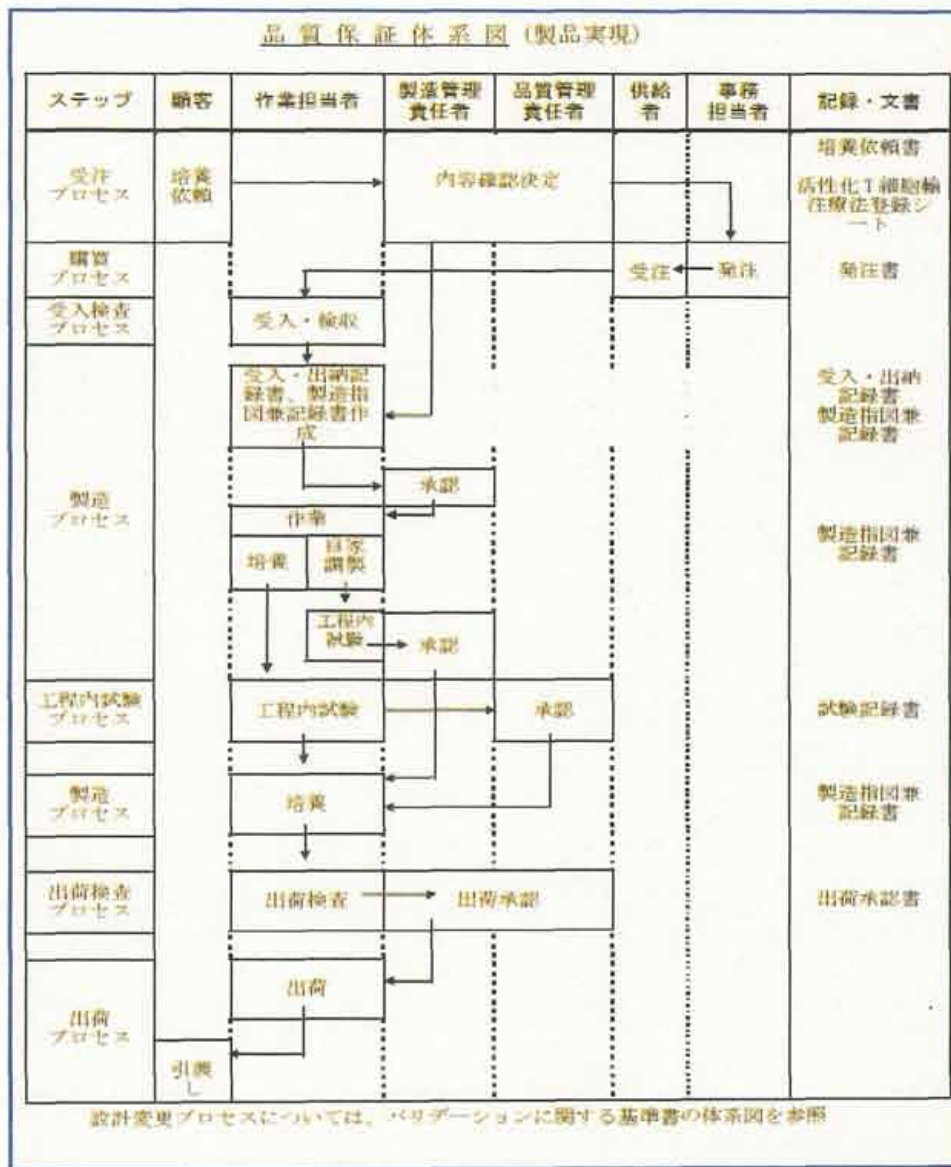 品質保証体系図 (製品実現)
ステップ
顧客
作業担当者
製造管理
責任者
品質管理
責任者
供給
者
事務
担当者
記録・文書
受注
プロセス
培養
依頼
内容確認決定
培養依頼書
活性化T細胞輸
注療法登録シ
ート
購買
プロセス
受注
発注
発注書
受入検査
プロセス
受入・検収
製造
プロセス
受入・出納記
録書、製造指
図兼記録書作
成
受入・出納
記録書
製造指図兼
記録書
承認
作業
培養
自家
調製
製造指図兼
記録書
工程内
試験
承認
工程内試験
プロセス
工程内試験
承認
試験記録書
製造
プロセス
培養
製造指図兼
記録書
出荷検査
プロセス
出荷検査
出荷承認
出荷承認書
出荷
プロセス
出荷
引渡
し
設計変更プロセスについては、バリデーションに関する基準書の体系図を参照